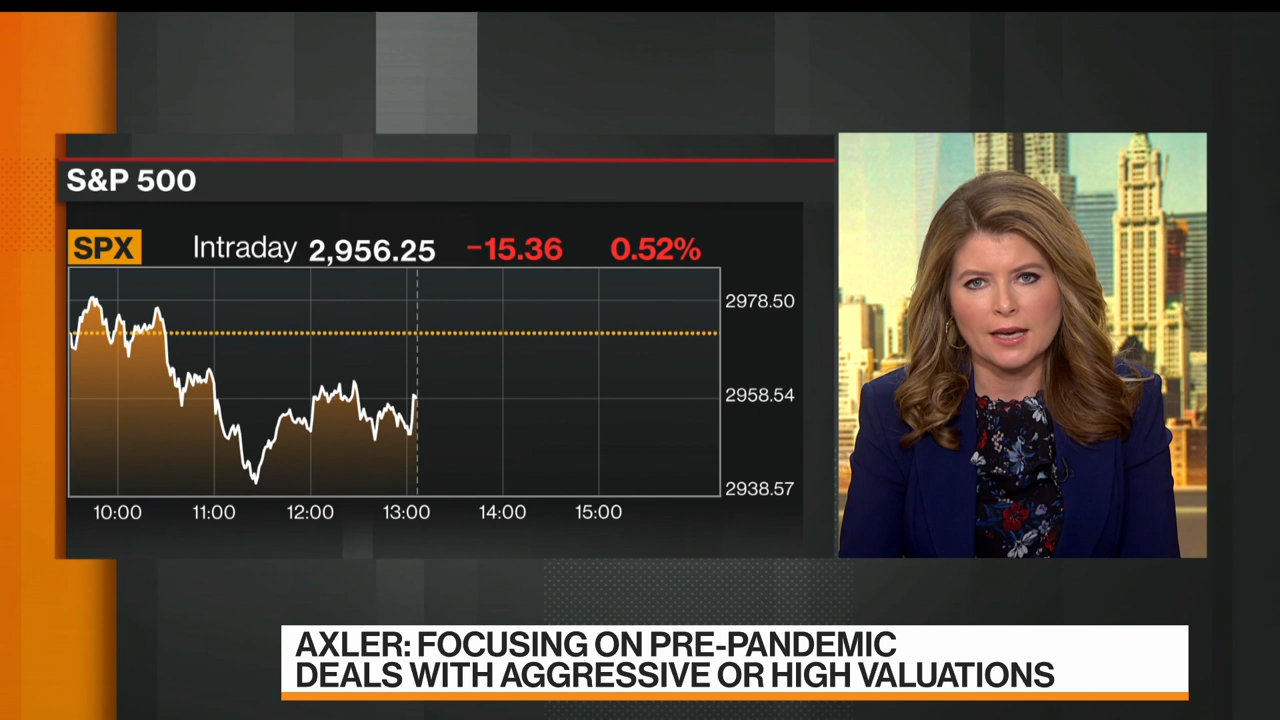 S&P 500
SPX Intraday 2,956.25 −15.36 0.52%
2978.50
2958.54
2938.57
10:00 11:00 12:00 13:00 14:00 15:00
AXLER: FOCUSING ON PRE-PANDEMIC
DEALS WITH AGGRESSIVE OR HIGH VALUATIONS